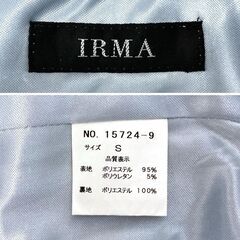 IRMA
NO. 15724-9
サイズ S
品質表示
表地 ポリエステル 95%
ポリウレタン 5%
裏地 ポリエステル 100%